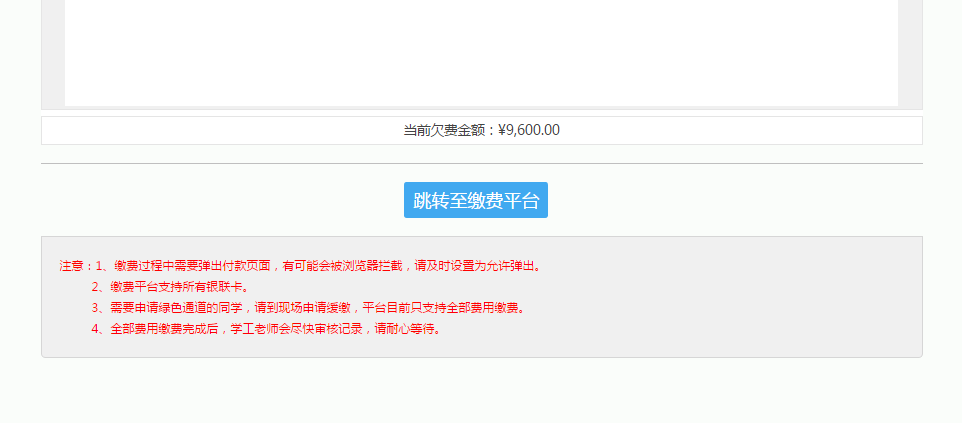 当前欠费金额：¥9,600.00
跳转至缴费平台
注意：1、缴费过程中需要弹出付款页面，有可能会被浏览器拦截，请及时设置为允许弹出。
2、缴费平台支持所有银联卡。
3、需要申请绿色通道的同学，请到现场申请缓缴，平台目前只支持全部费用缴费。
4、全部费用缴费完成后，学工老师会尽快审核记录，请耐心等待。